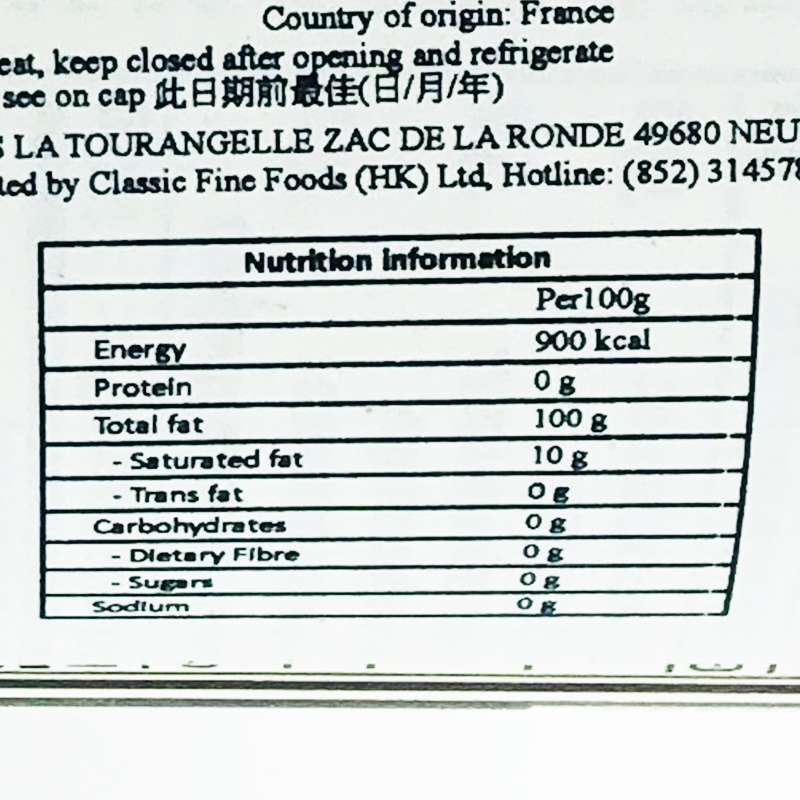 Country of origin: France
eat, keep closed after opening and refrigerate
see on cap 此日期前最佳(日/月/年)
LA TOURANGELLE ZAC DE LA RONDE 49680 NEU
ted by Classic Fine Foods (HK) Ltd, Hotline: (852) 314578
Nutrition information
Per100g
Energy 900 kcal
Protein 0 g
Total fat 100 g
- Saturated fat 10 g
- Trans fat 0 g
Carbohydrates 0 g
- Dietary Fibre 0 g
- Sugars 0 g
Sodium 0 g